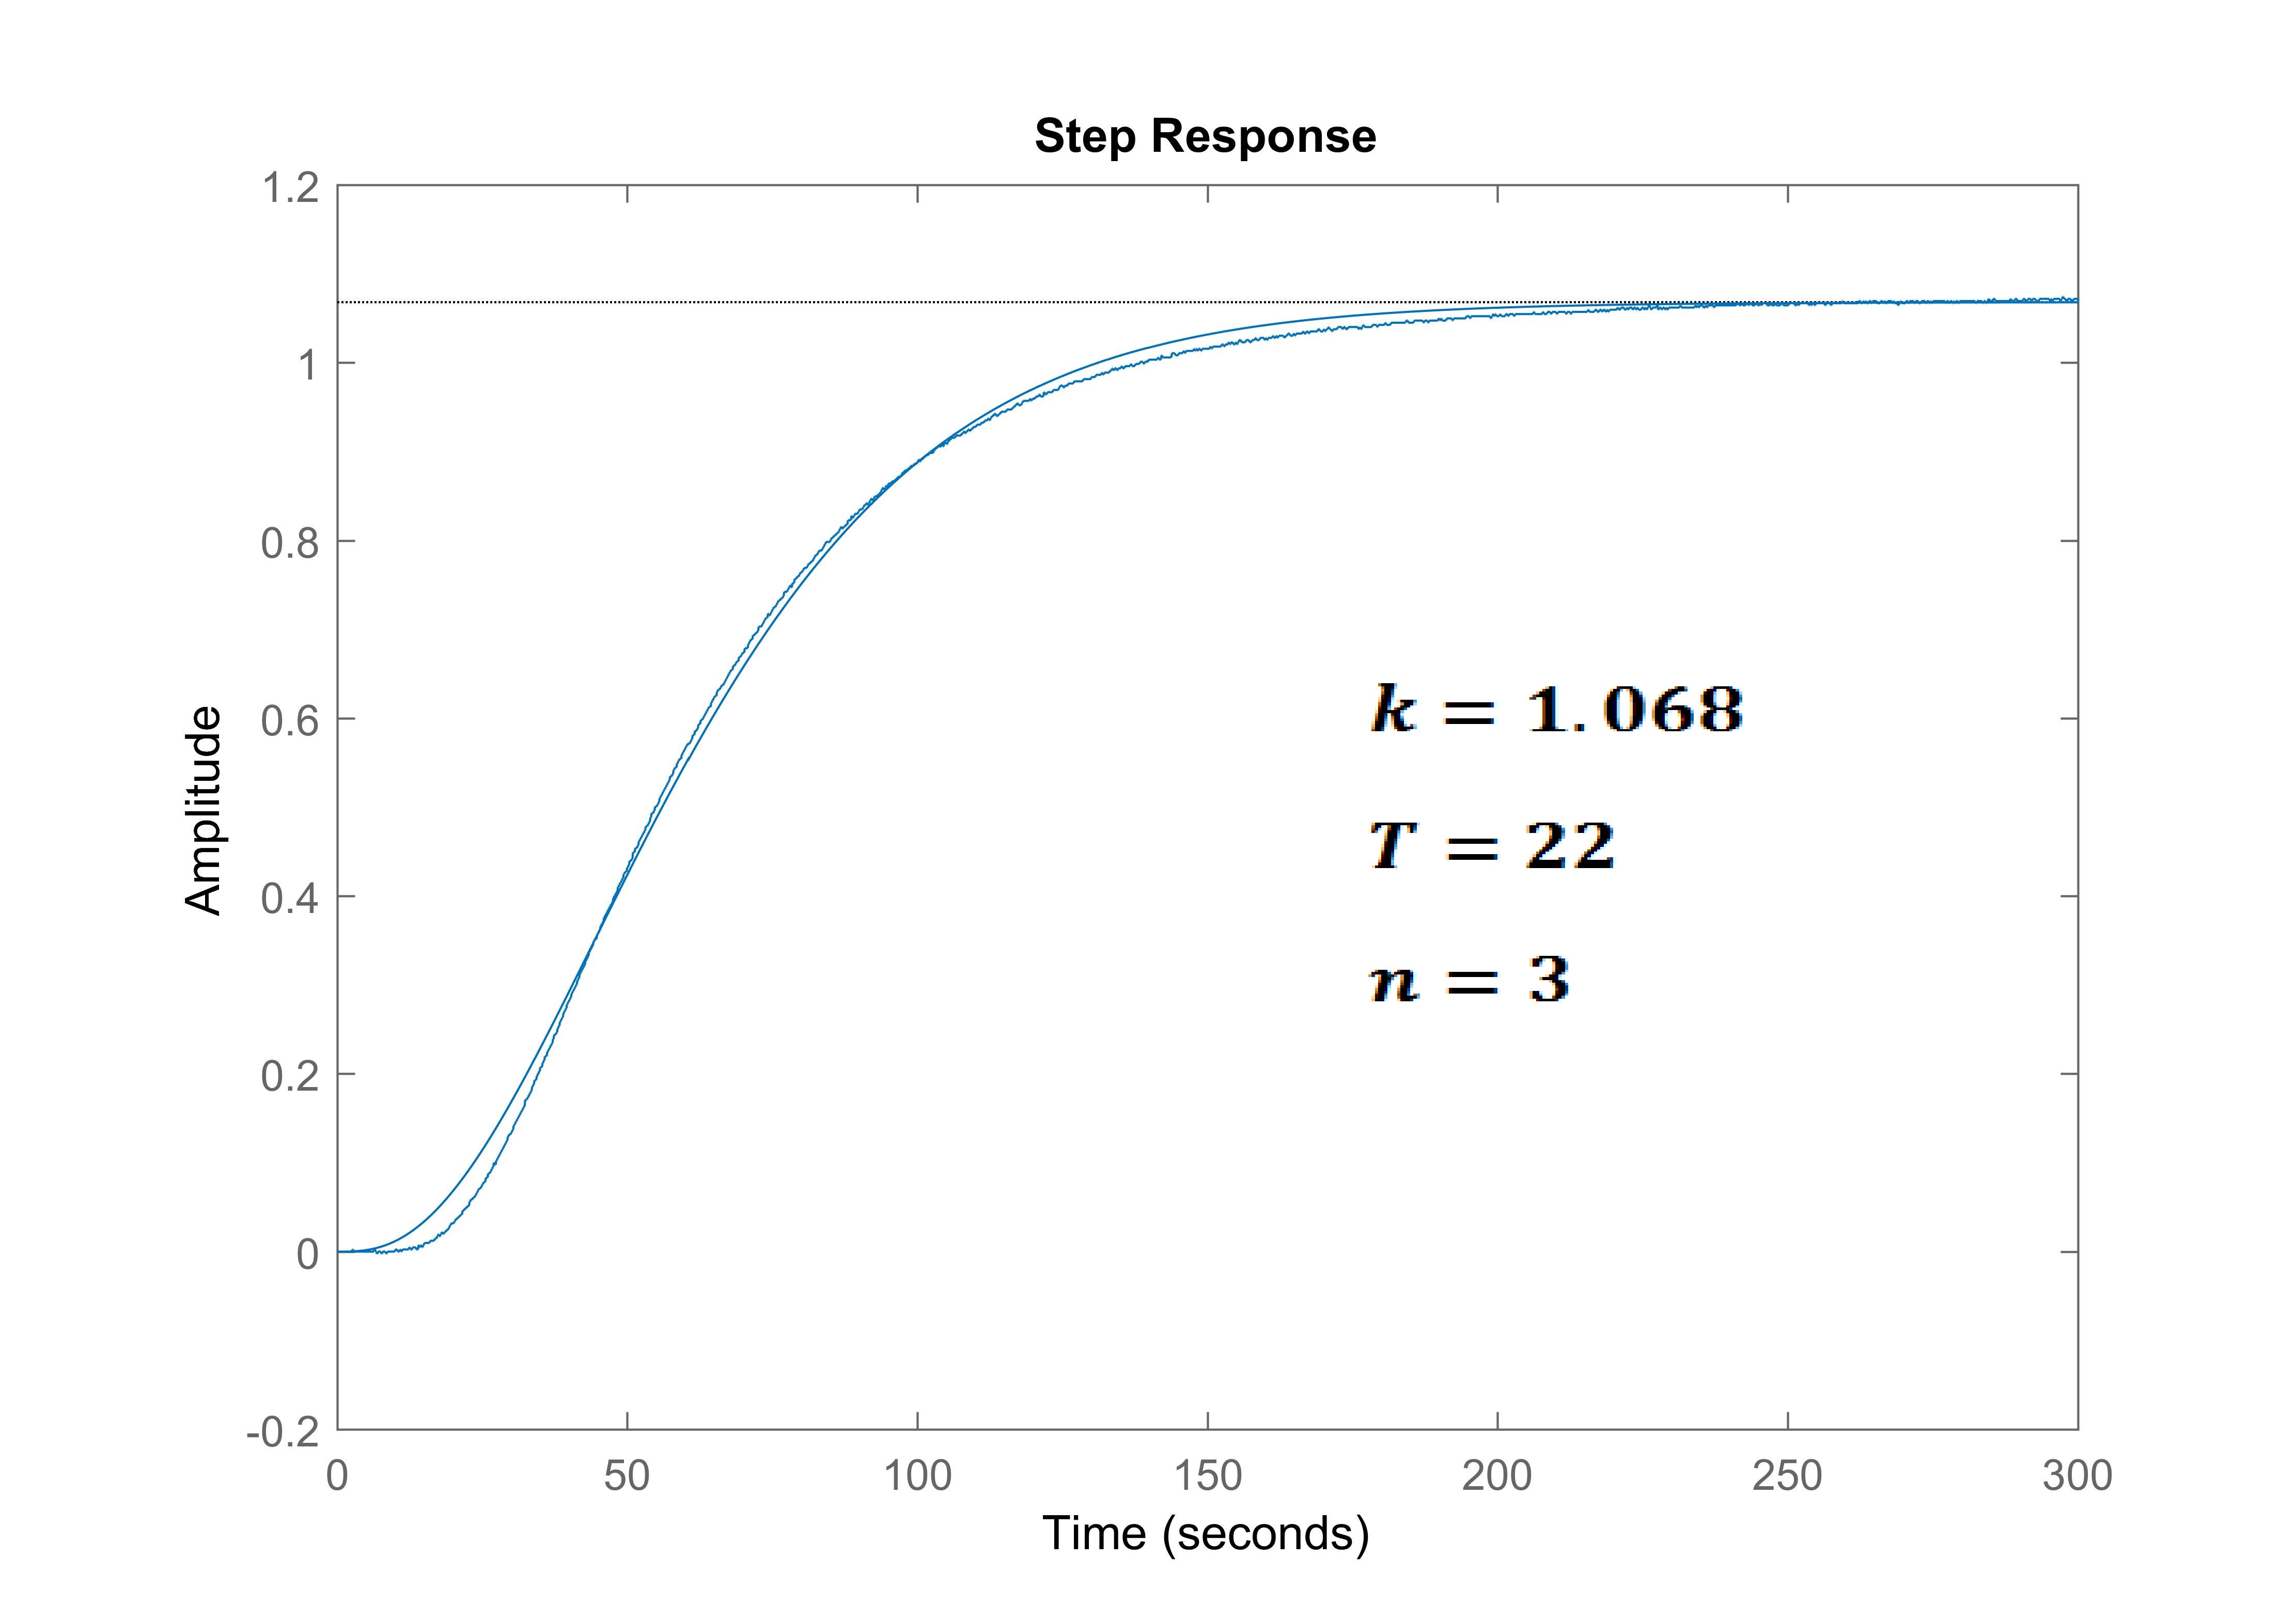 Step Response
1.2
1
0.8
0.6
0.4
0.2
0
-0.2
Amplitude
k = 1.068
T = 22
n = 3
0 50 100 150 200 250 300
Time (seconds)